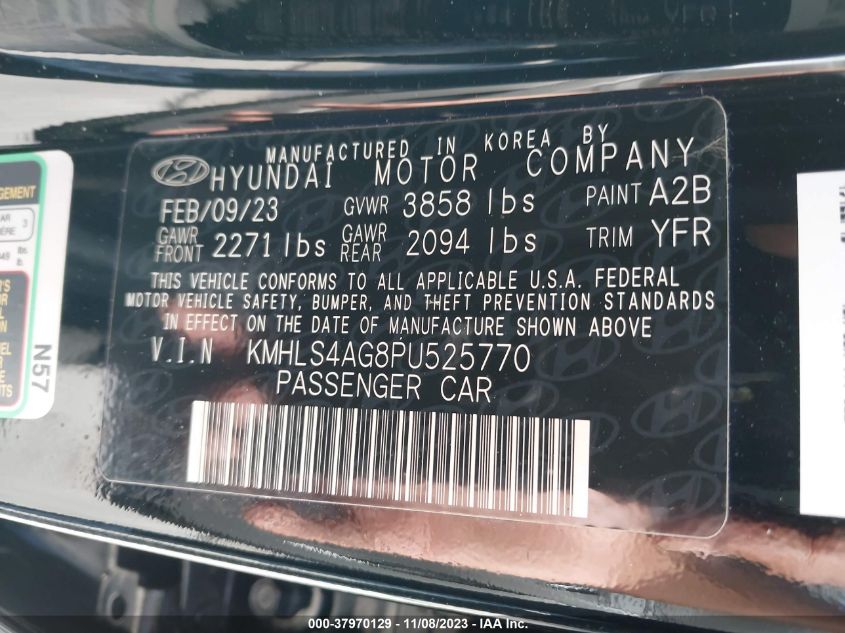 MANUFACTURED IN KOREA BY
HYUNDAI MOTOR COMPANY
FEB/09/23 GVWR 3858 lbs PAINT A2B
GAWR FRONT 2271 lbs GAWR REAR 2094 lbs TRIM YFR
THIS VEHICLE CONFORMS TO ALL APPLICABLE U.S.A. FEDERAL
MOTOR VEHICLE SAFETY, BUMPER, AND THEFT PREVENTION STANDARDS
IN EFFECT ON THE DATE OF MANUFACTURE SHOWN ABOVE
V.I.N KMHLS4AG8PU525770
PASSENGER CAR
N57
000-37970129 - 11/08/2023 - IAA Inc.